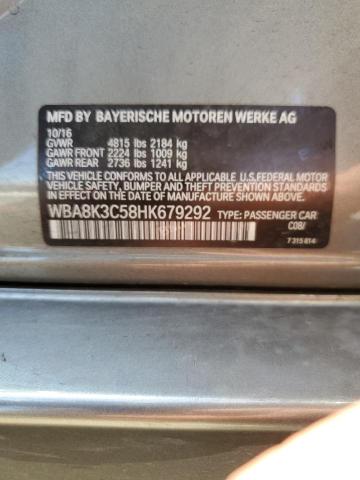 MFD BY BAYERISCHE MOTOREN WERKE AG
10/16
GVWR 4815 lbs 2184 kg
GAWR FRONT 2224 lbs 1009 kg
GAWR REAR 2736 lbs 1241 kg
THIS VEHICLE CONFORMS TO ALL APPLICABLE U.S.FEDERAL MOTOR
VEHICLE SAFETY, BUMPER AND THEFT PREVENTION STANDARDS
IN EFFECT ON THE DATE OF MANUFACTURE SHOWN ABOVE.
WBA8K3C58HK679292 TYPE: PASSENGER CAR
C08/
7 315 814